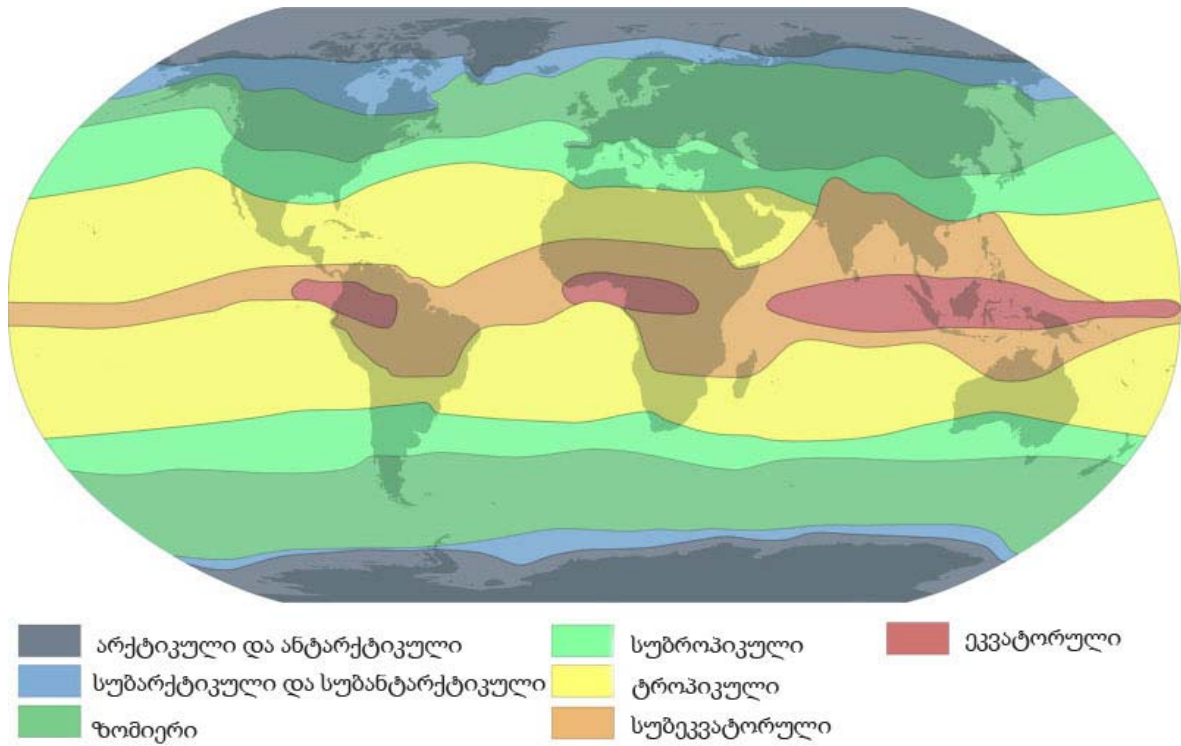 არქტიკული და ანტარქტიკული
სუბარქტიკული და სუბანტარქტიკული
ზომიერი
სუბროპიკული
ტროპიკული
სუბეკვატორული
ეკვატორული